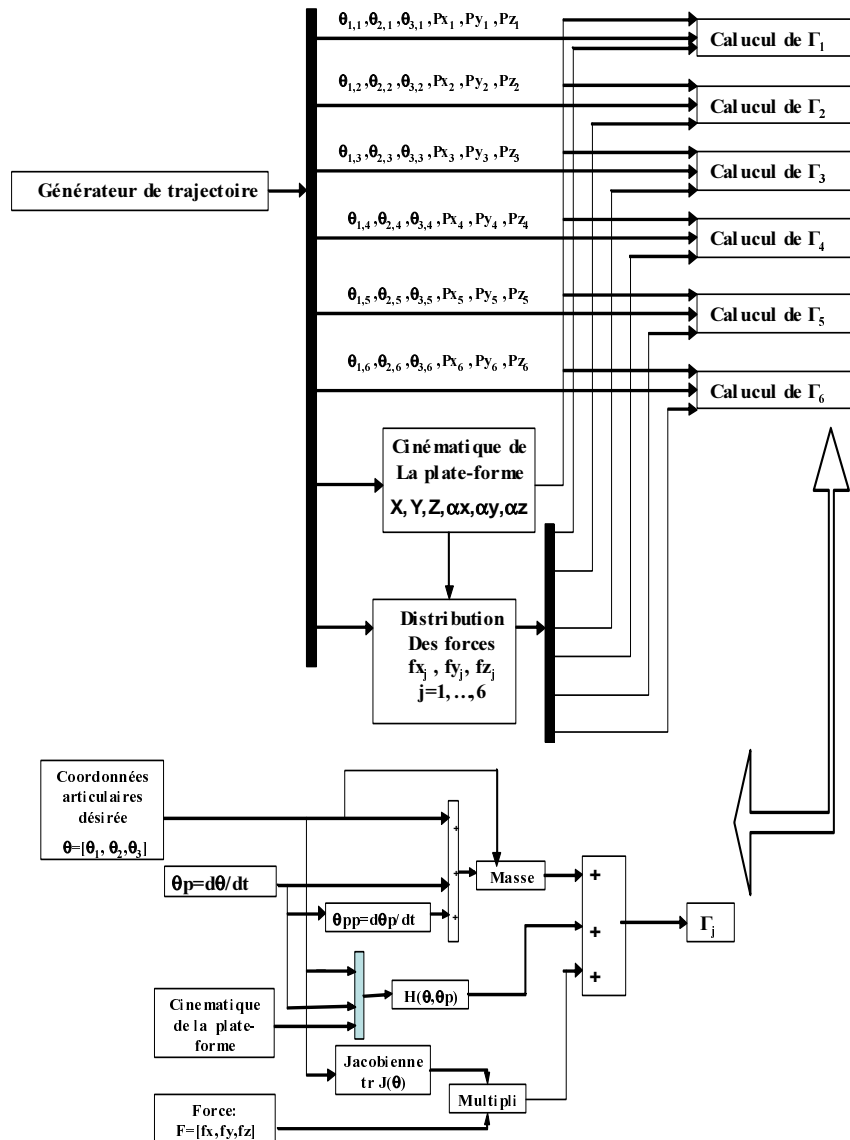 θ1,1,θ2,1 ,θ3,1 ,Px1 ,Py1 ,Pz1
Calucul de Γ1
θ1,2,θ2,2 ,θ3,2 ,Px2 ,Py2 ,Pz2
Calucul de Γ2
θ1,3,θ2,3 ,θ3,3 ,Px3 ,Py3 ,Pz3
Calucul de Γ3
Générateur de trajectoire
θ1,4,θ2,4 ,θ3,4 ,Px4 ,Py4 ,Pz4
Calucul de Γ4
θ1,5,θ2,5 ,θ3,5 ,Px5 ,Py5 ,Pz5
Calucul de Γ5
θ1,6,θ2,6 ,θ3,6 ,Px6 ,Py6 ,Pz6
Calucul de Γ6
Cinématique de
La plate-forme
X, Y, Z, αx,αy,αz
Distribution
Des forces
fxj , fyj, fzj
j=1, …,6
Coordonnées
articulaires
désirée
θ=[θ1, θ2,θ3]
+
+
+
Masse
θp=dθ/dt
θpp=dθp/dt
+
+
+
Γj
H(θ,θp)
Cinematique
de la plate-
forme
Jacobienne
tr J(θ)
Multipli
Force:
F=[fx,fy,fz]